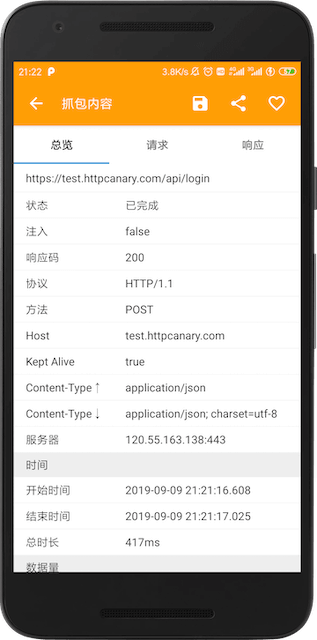 21:22 3.8K/s
抓包内容
总览 请求 响应
https://test.httpcanary.com/api/login
状态 已完成
注入 false
响应码 200
协议 HTTP/1.1
方法 POST
Host test.httpcanary.com
Kept Alive true
Content-Type↑ application/json
Content-Type↓ application/json; charset=utf-8
服务器 120.55.163.138:443
时间
开始时间 2019-09-09 21:21:16.608
结束时间 2019-09-09 21:21:17.025
总时长 417ms
数据量